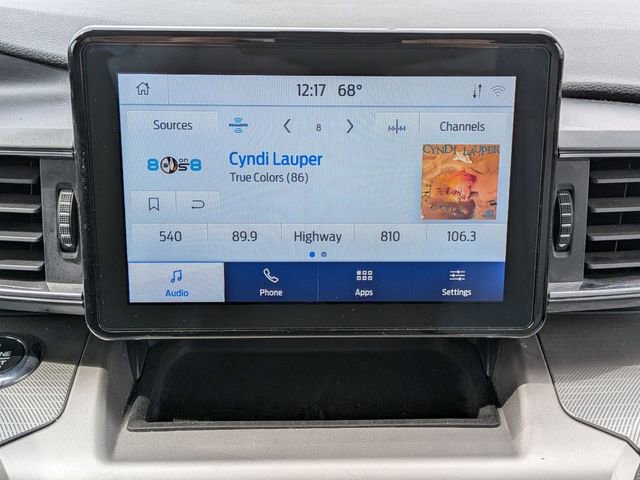 12:17 68°
Sources
SiriusXM
8
Channels
80s on 8
Cyndi Lauper
True Colors (86)
CYNDI LAUPER
540 89.9 Highway 810 106.3
Audio Phone Apps Settings